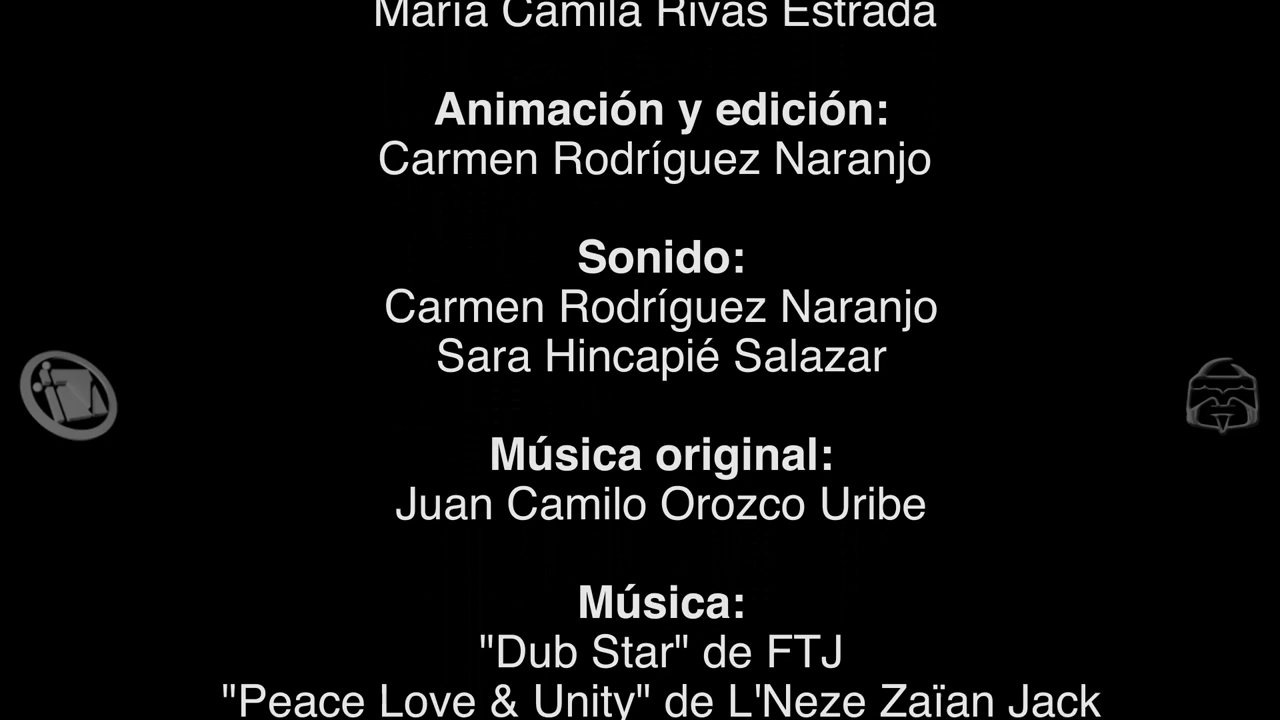 María Camila Rivas Estrada
Animación y edición:
Carmen Rodríguez Naranjo
Sonido:
Carmen Rodríguez Naranjo
Sara Hincapié Salazar
Música original:
Juan Camilo Orozco Uribe
Música:
"Dub Star" de FTJ
"Peace Love & Unity" de L'Neze Zaïan Jack